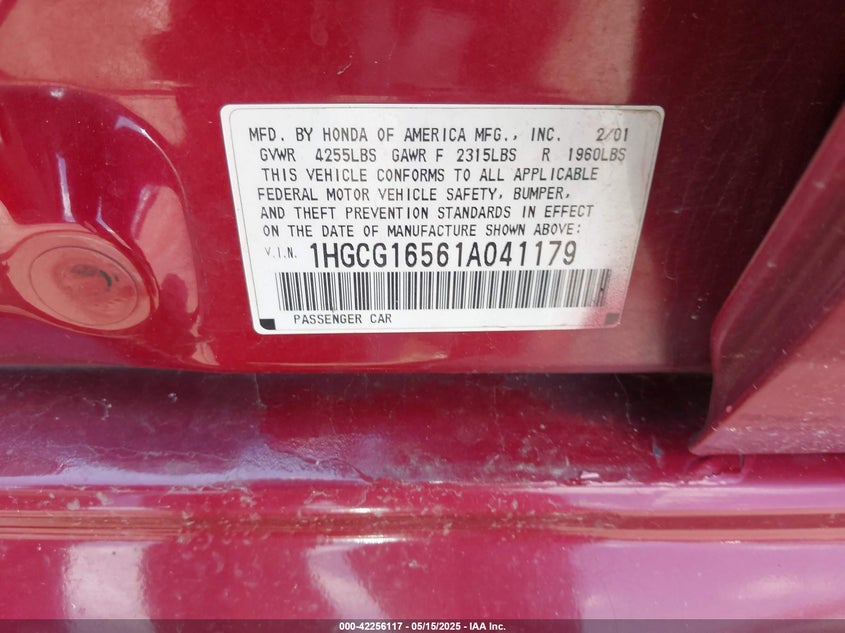 MFD. BY HONDA OF AMERICA MFG., INC. 2/01
GVWR 4255LBS GAWR F 2315LBS R 1960LBS
THIS VEHICLE CONFORMS TO ALL APPLICABLE
FEDERAL MOTOR VEHICLE SAFETY, BUMPER,
AND THEFT PREVENTION STANDARDS IN EFFECT
ON THE DATE OF MANUFACTURE SHOWN ABOVE:
V.I.N. 1HGCG16561A041179
PASSENGER CAR
000-42256117 - 05/15/2025 - IAA Inc.